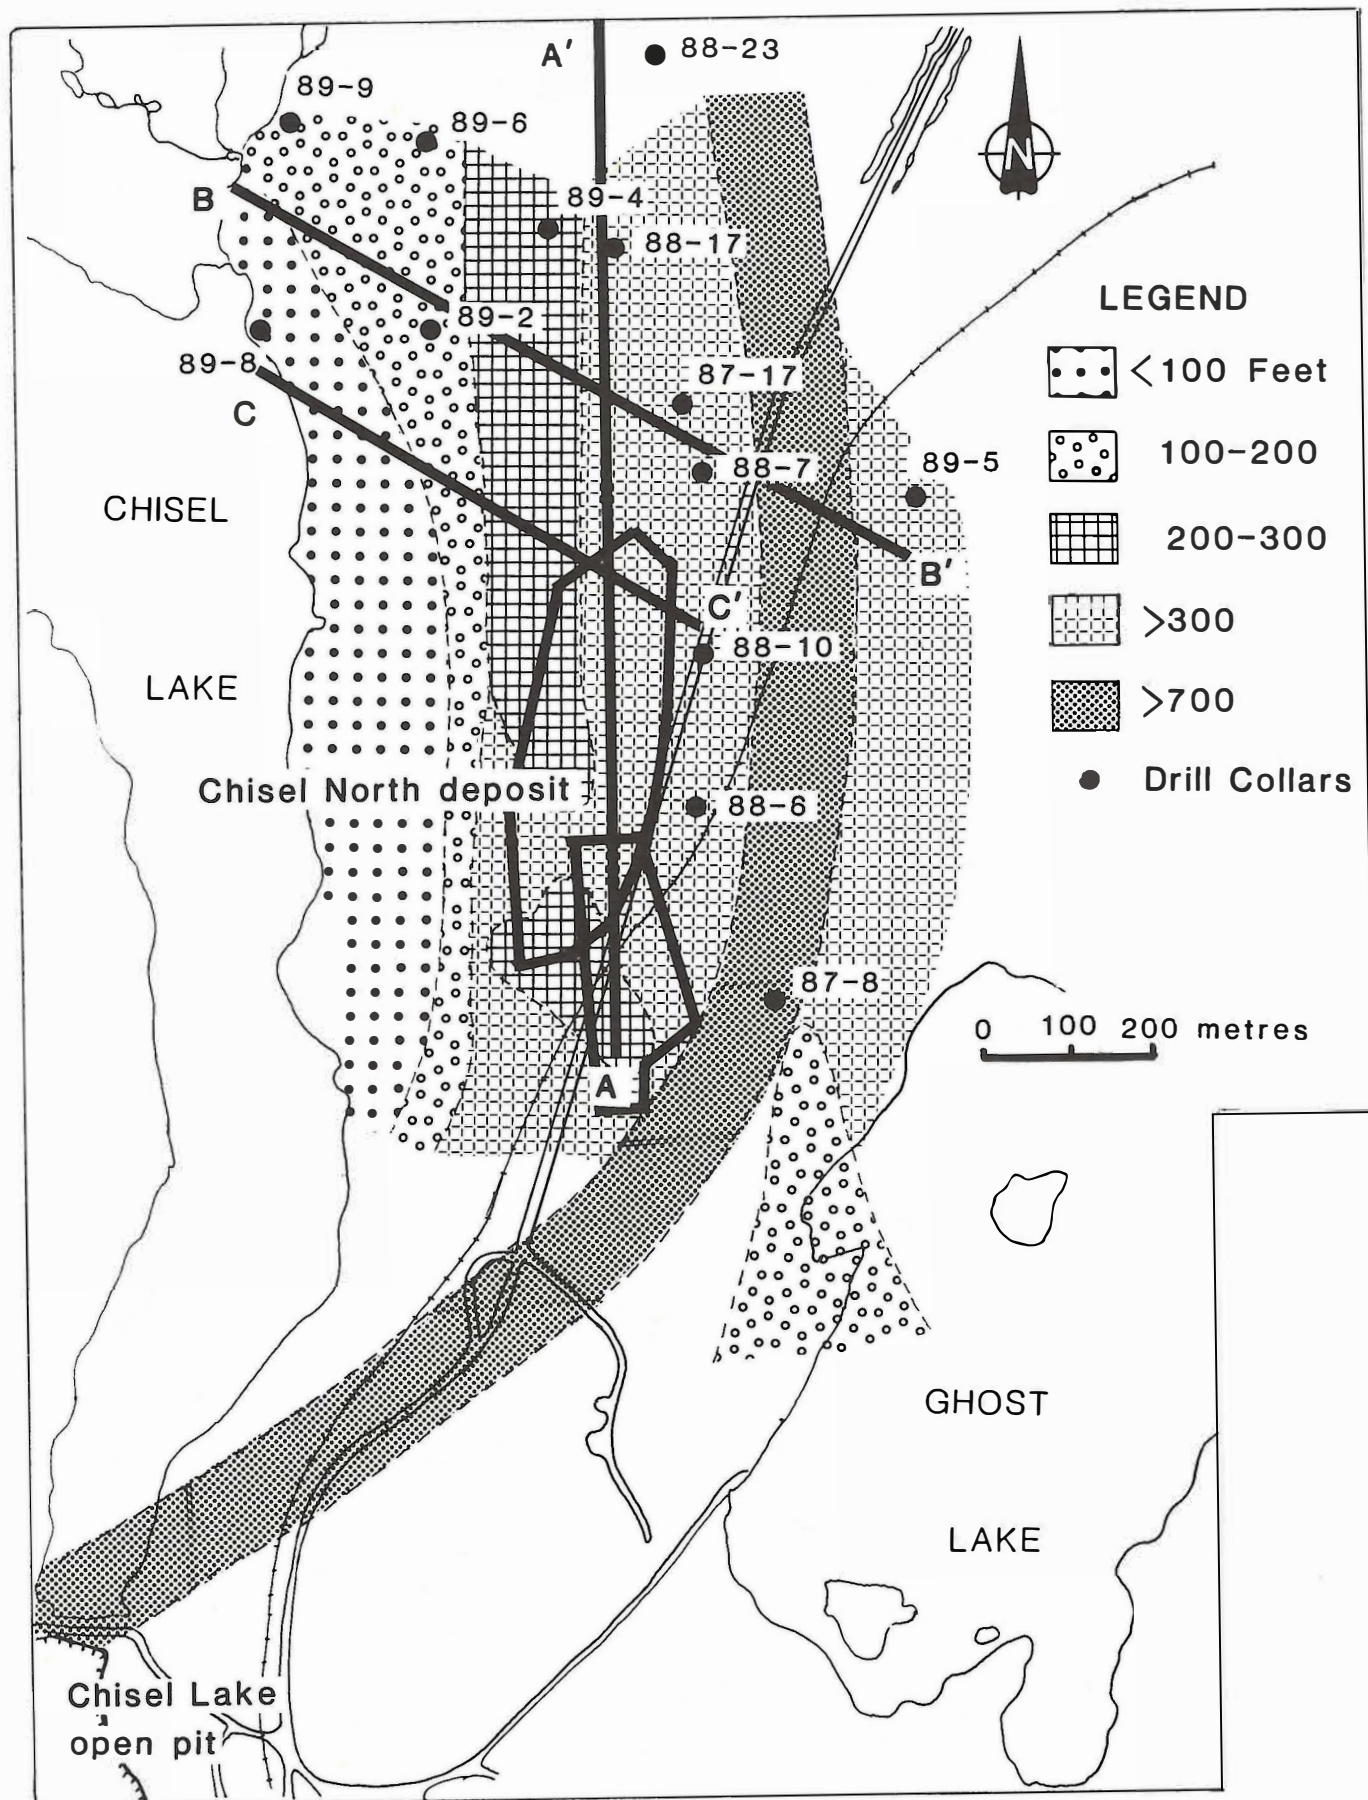 A'
88-23
89-9
89-6
N
B
89-4
88-17
LEGEND
89-2
89-8
87-17
<100 Feet
C
88-7
89-5
100-200
CHISEL
200-300
B'
C'
>300
88-10
LAKE
>700
Chisel North deposit
88-6
Drill Collars
87-8
0 100 200 metres
A
GHOST
LAKE
Chisel Lake
open pit